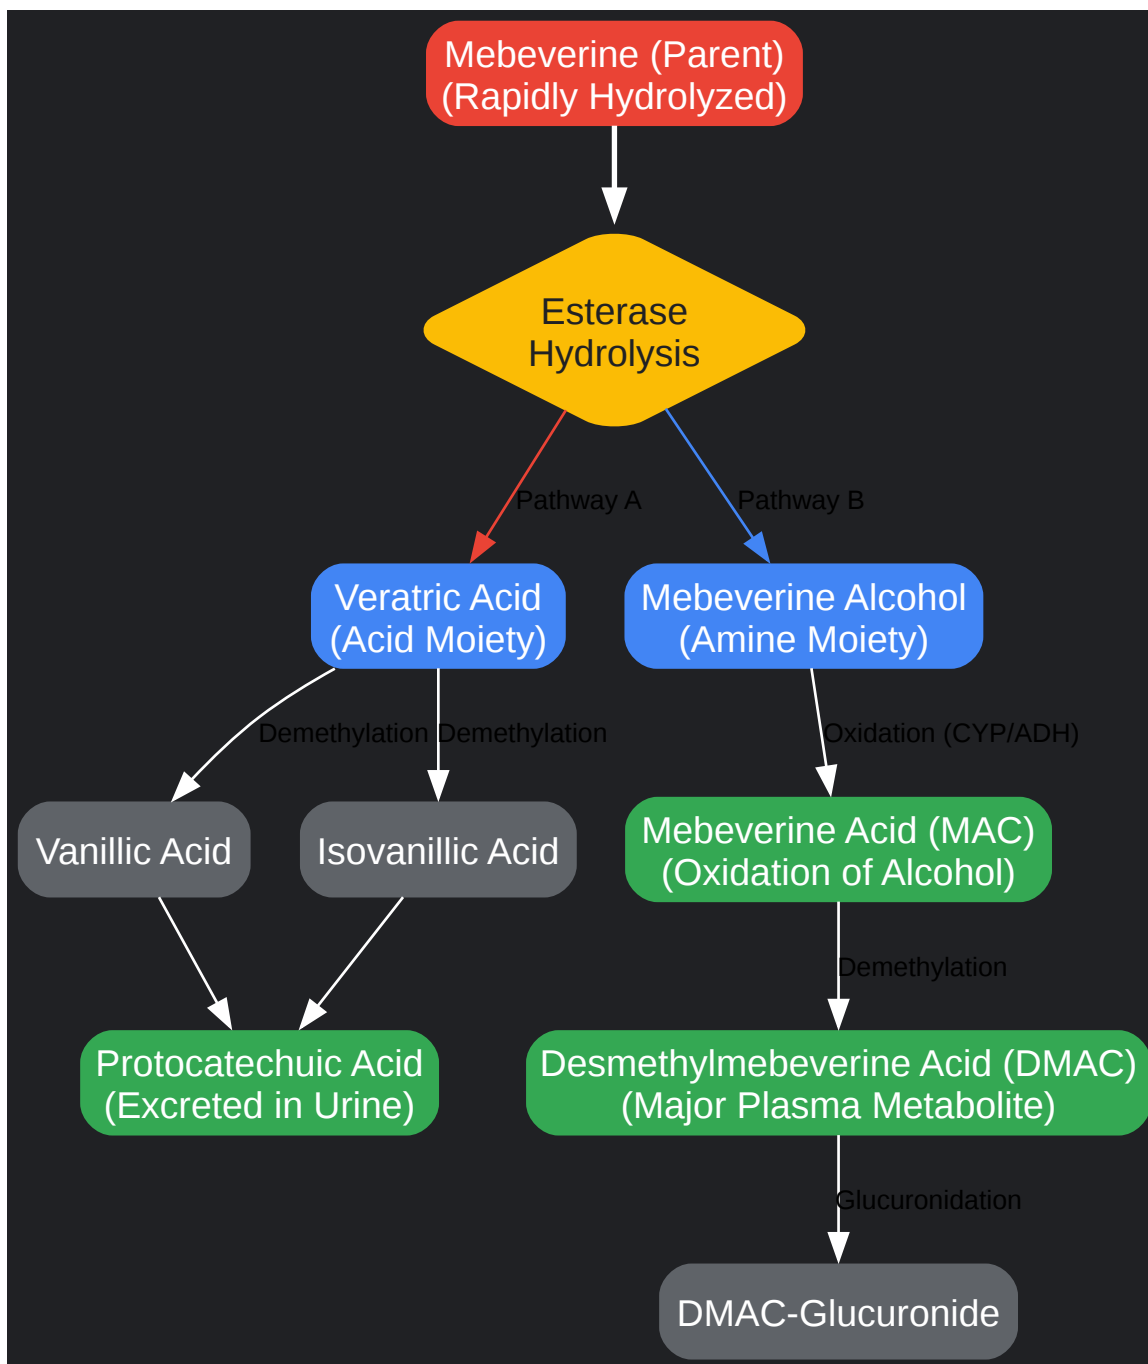 Mebeverine (Parent)
(Rapidly Hydrolyzed)
Esterase
Hydrolysis
Pathway A
Pathway B
Veratric Acid
(Acid Moiety)
Mebeverine Alcohol
(Amine Moiety)
Demethylation
Demethylation
Oxidation (CYP/ADH)
Vanillic Acid
Isovanillic Acid
Mebeverine Acid (MAC)
(Oxidation of Alcohol)
Demethylation
Protocatechuic Acid
(Excreted in Urine)
Desmethylmebeverine Acid (DMAC)
(Major Plasma Metabolite)
Glucuronidation
DMAC-Glucuronide